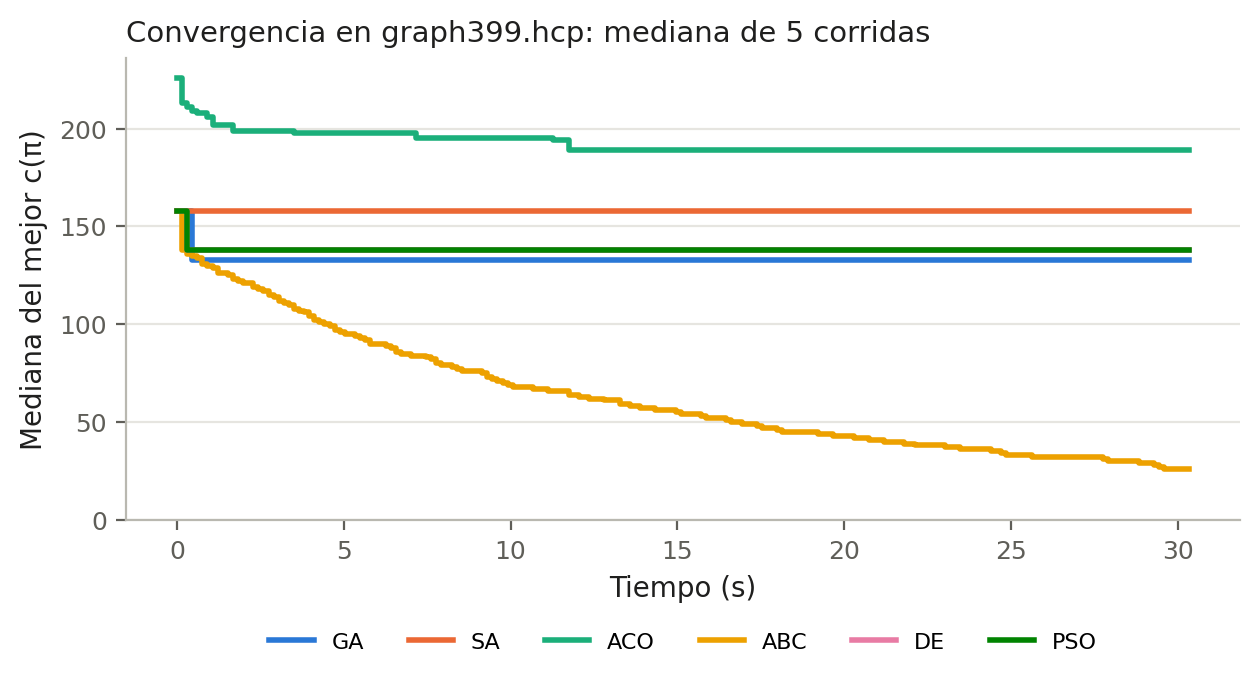 Convergencia en graph399.hcp: mediana de 5 corridas
Mediana del mejor c(π)
200
150
100
50
0
0 5 10 15 20 25 30
Tiempo (s)
GA SA ACO ABC DE PSO